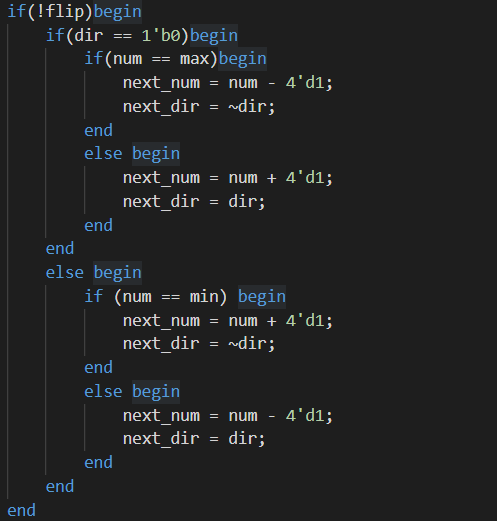 if(!flip)begin
    if(dir == 1'b0)begin
        if(num == max)begin
            next_num = num - 4'd1;
            next_dir = ~dir;
        end
        else begin
            next_num = num + 4'd1;
            next_dir = dir;
        end
    end
    else begin
        if (num == min) begin
            next_num = num + 4'd1;
            next_dir = ~dir;
        end
        else begin
            next_num = num - 4'd1;
            next_dir = dir;
        end
    end
end